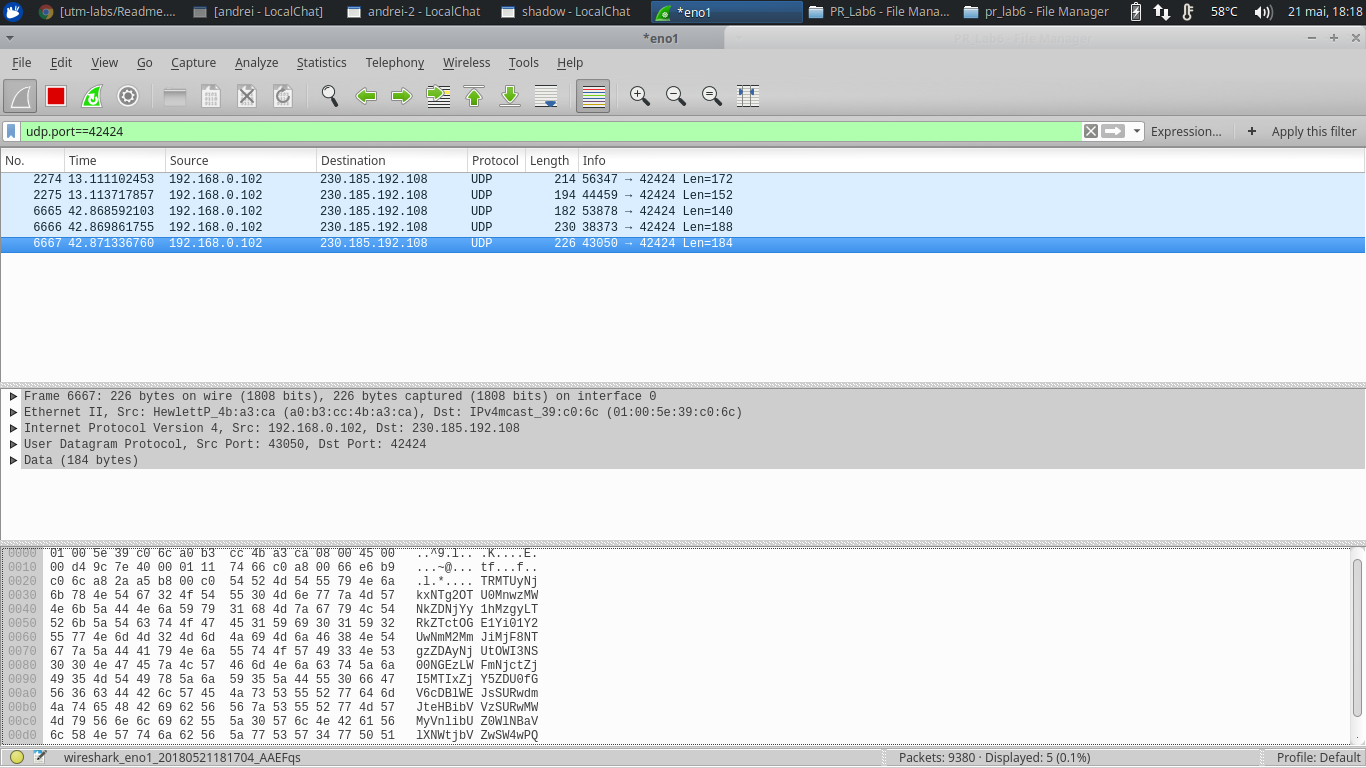 [utm-labs/Readme.... [andrei - LocalChat] andrei-2 - LocalChat shadow - LocalChat *eno1 PR_Lab6 - File Mana... pr_lab6 - File Manager 58°C 21 mai, 18:18
*eno1
File Edit View Go Capture Analyze Statistics Telephony Wireless Tools Help
udp.port==42424 Expression... + Apply this filter
No. Time Source Destination Protocol Length Info
2274 13.111102453 192.168.0.102 230.185.192.108 UDP 214 56347 → 42424 Len=172
2275 13.113717857 192.168.0.102 230.185.192.108 UDP 194 44459 → 42424 Len=152
6665 42.868592103 192.168.0.102 230.185.192.108 UDP 182 53878 → 42424 Len=140
6666 42.869861755 192.168.0.102 230.185.192.108 UDP 230 38373 → 42424 Len=188
6667 42.871336760 192.168.0.102 230.185.192.108 UDP 226 43050 → 42424 Len=184
Frame 6667: 226 bytes on wire (1808 bits), 226 bytes captured (1808 bits) on interface 0
Ethernet II, Src: HewlettP_4b:a3:ca (a0:b3:cc:4b:a3:ca), Dst: IPv4mcast_39:c0:6c (01:00:5e:39:c0:6c)
Internet Protocol Version 4, Src: 192.168.0.102, Dst: 230.185.192.108
User Datagram Protocol, Src Port: 43050, Dst Port: 42424
Data (184 bytes)
0000 01 00 5e 39 c0 6c a0 b3 cc 4b a3 ca 08 00 45 00 ..^9.l.. .K....E.
0010 00 d4 9c 7e 40 00 01 11 74 66 c0 a8 00 66 e6 b9 ...~@... tf...f..
0020 c0 6c a8 2a a5 b8 00 c0 54 52 4d 54 55 79 4e 6a .l.*.... TRMTUyNj
0030 6b 78 4e 54 67 32 4f 54 55 30 4d 6e 77 7a 4d 57 kxNTg2OT U0MnwzMW
0040 4e 6b 5a 44 4e 6a 59 79 31 68 4d 7a 67 79 4c 54 NkZDNjYy 1hMzgyLT
0050 52 6b 5a 54 63 74 4f 47 45 31 59 69 30 31 59 32 RkZTctOG E1Yi01Y2
0060 55 77 4e 6d 4d 32 4d 6d 4a 69 4d 6a 46 38 4e 54 UwNmM2Mm JiMjF8NT
0070 67 7a 5a 44 41 79 4e 6a 55 74 4f 57 49 33 4e 53 gzZDAyNj UtOWI3NS
0080 30 30 4e 47 45 7a 4c 57 46 6d 4e 6a 63 74 5a 6a 00NGEzLW FmNjctZj
0090 49 35 4d 54 49 78 5a 6a 59 35 5a 44 55 30 66 47 I5MTIxZj Y5ZDU0fG
00a0 56 36 63 44 42 6c 57 45 4a 73 53 55 52 77 64 6d V6cDBlWE JsSURwdm
00b0 4a 74 65 48 42 69 62 56 56 7a 53 55 52 77 4d 57 JteHBibV VzSURwMW
00c0 4d 79 56 6e 6c 69 62 55 5a 30 57 6c 4e 42 61 56 MyVnlibU Z0WlNBaV
00d0 6c 58 4e 57 74 6a 62 56 5a 77 53 57 34 77 50 51 lXNWtjbV ZwSW4wPQ
wireshark_eno1_20180521181704_AAEFqs Packets: 9380 · Displayed: 5 (0.1%) Profile: Default